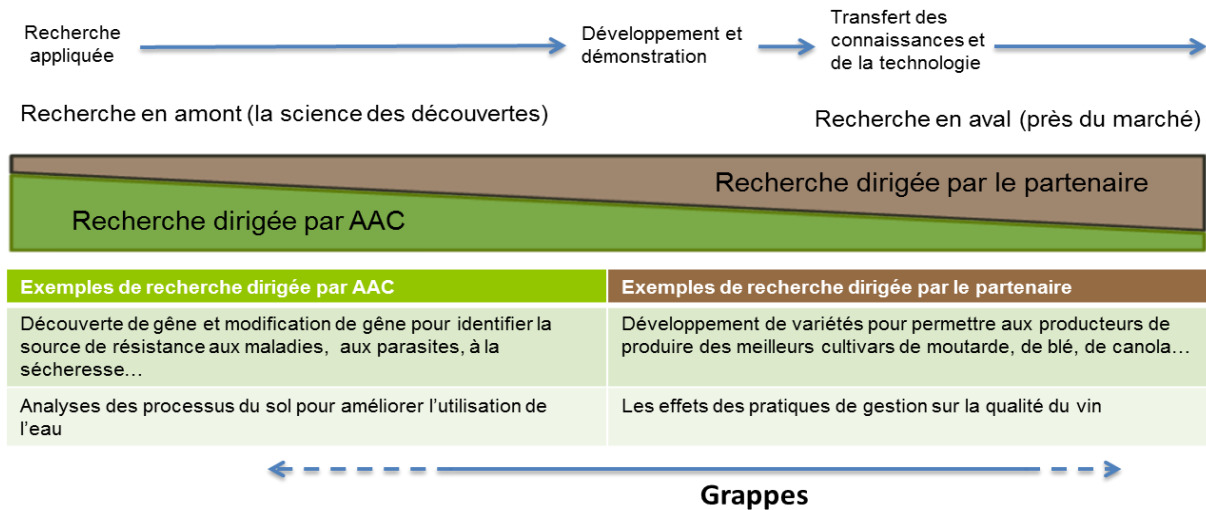 Recherche
appliquée
Développement et
démonstration
Transfert des
connaissances et
de la technologie
Recherche en amont (la science des découvertes)
Recherche en aval (près du marché)
Recherche dirigée par le partenaire
Recherche dirigée par AAC
Exemples de recherche dirigée par AAC
Exemples de recherche dirigée par le partenaire
Découverte de gêne et modification de gêne pour identifier la
source de résistance aux maladies, aux parasites, à la
sécheresse…
Développement de variétés pour permettre aux producteurs de
produire des meilleurs cultivars de moutarde, de blé, de canola…
Analyses des processus du sol pour améliorer l’utilisation de
l’eau
Les effets des pratiques de gestion sur la qualité du vin
Grappes